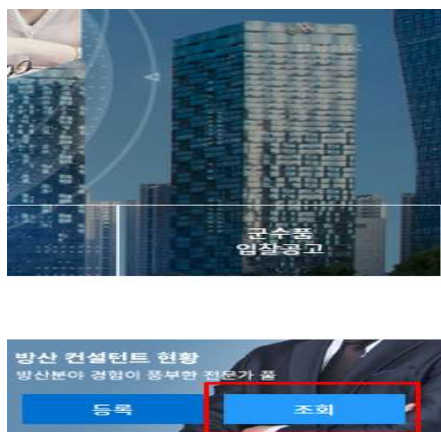 군수품
입찰공고
방산 컨설턴트 현황
방산분야 경험이 풍부한 전문가 풀
등록
조회